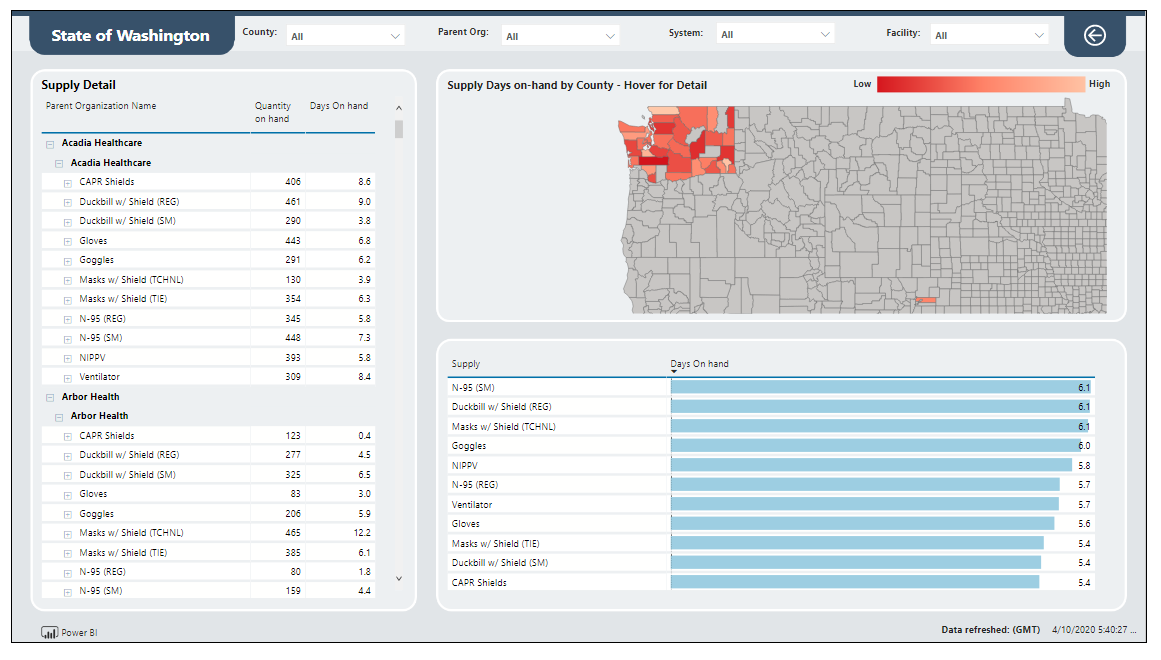 State of Washington
County: All
Parent Org: All
System: All
Facility: All
Supply Detail
Parent Organization Name Quantity on hand Days On hand
Acadia Healthcare
Acadia Healthcare
CAPR Shields 406 8.6
Duckbill w/ Shield (REG) 461 9.0
Duckbill w/ Shield (SM) 290 3.8
Gloves 443 6.8
Goggles 291 6.2
Masks w/ Shield (TCHNL) 130 3.9
Masks w/ Shield (TIE) 354 6.3
N-95 (REG) 345 5.8
N-95 (SM) 448 7.3
NIPPV 393 5.8
Ventilator 309 8.4
Arbor Health
Arbor Health
CAPR Shields 123 0.4
Duckbill w/ Shield (REG) 277 4.5
Duckbill w/ Shield (SM) 325 6.5
Gloves 83 3.0
Goggles 206 5.9
Masks w/ Shield (TCHNL) 465 12.2
Masks w/ Shield (TIE) 385 6.1
N-95 (REG) 80 1.8
N-95 (SM) 159 4.4
Supply Days on-hand by County - Hover for Detail
Low High
Supply Days On hand
N-95 (SM) 6.1
Duckbill w/ Shield (REG) 6.1
Masks w/ Shield (TCHNL) 6.1
Goggles 6.0
NIPPV 5.8
N-95 (REG) 5.7
Ventilator 5.7
Gloves 5.6
Masks w/ Shield (TIE) 5.4
Duckbill w/ Shield (SM) 5.4
CAPR Shields 5.4
Power BI
Data refreshed: (GMT) 4/10/2020 5:40:27 ...